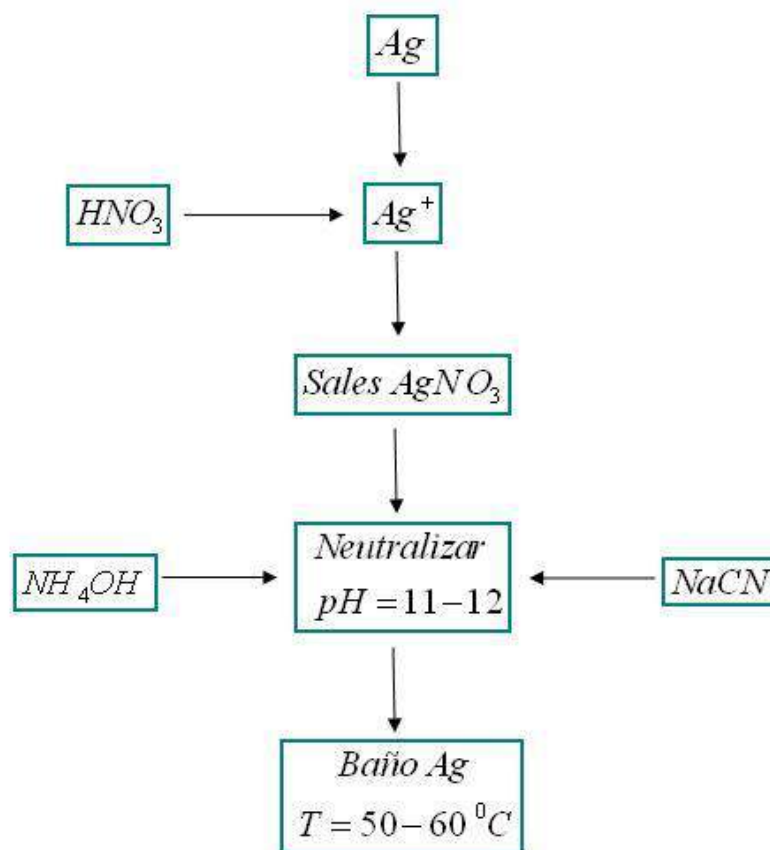 Ag
HNO₃
Ag⁺
Sales AgNO₃
NH₄OH
Neutralizar
pH = 11 – 12
NaCN
Baño Ag
T = 50 – 60 ⁰C